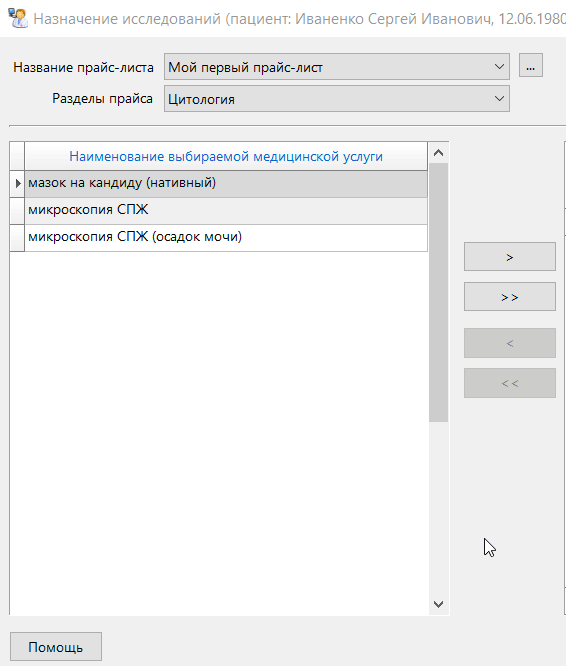 Назначение исследований (пациент: Иваненко Сергей Иванович, 12.06.1980
Название прайс-листа Мой первый прайс-лист ...
Разделы прайса Цитология
Наименование выбираемой медицинской услуги
мазок на кандиду (нативный)
микроскопия СПЖ
микроскопия СПЖ (осадок мочи)
>
>>
<
<<
Помощь